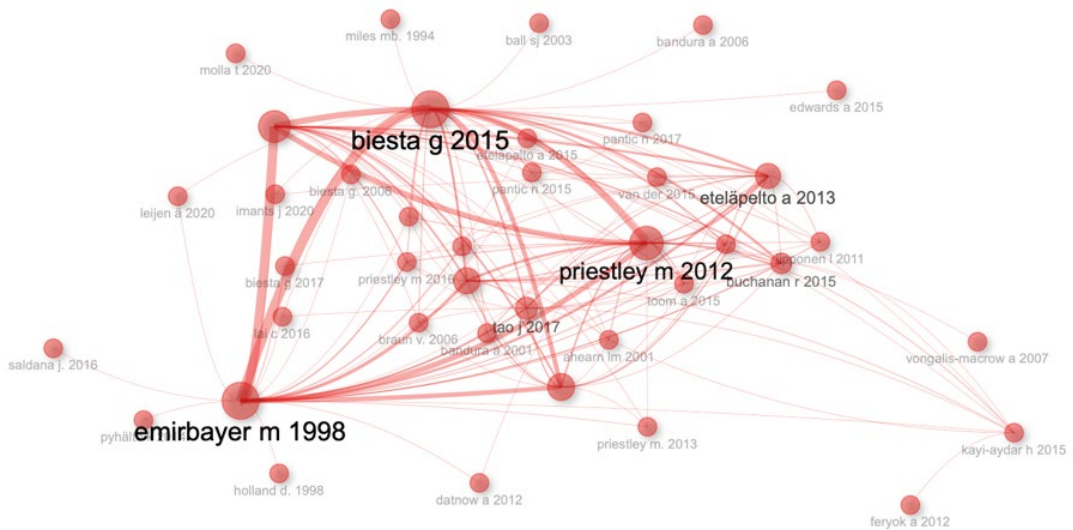 miles mb. 1994
ball sj 2003
bandura a 2006
molla t 2020
edwards a 2015
biesta g 2015
pantic n 2017
eteläpelto a 2015
biesta g. 2006
pantic n 2015
van der 2015
eteläpelto a 2013
leijen ä 2020
imants j 2020
priestley m 2012
lipponen l 2011
biesta g 2017
priestley m 2016
buchanan r 2015
toom a 2015
lai c 2016
braun v. 2006
tao j 2017
bandura a 2001
ahearn lm 2001
vongalis-macrow a 2007
saldana j. 2016
emirbayer m 1998
priestley m. 2013
kayi-aydar h 2015
holland d. 1998
datnow a 2012
feryok a 2012